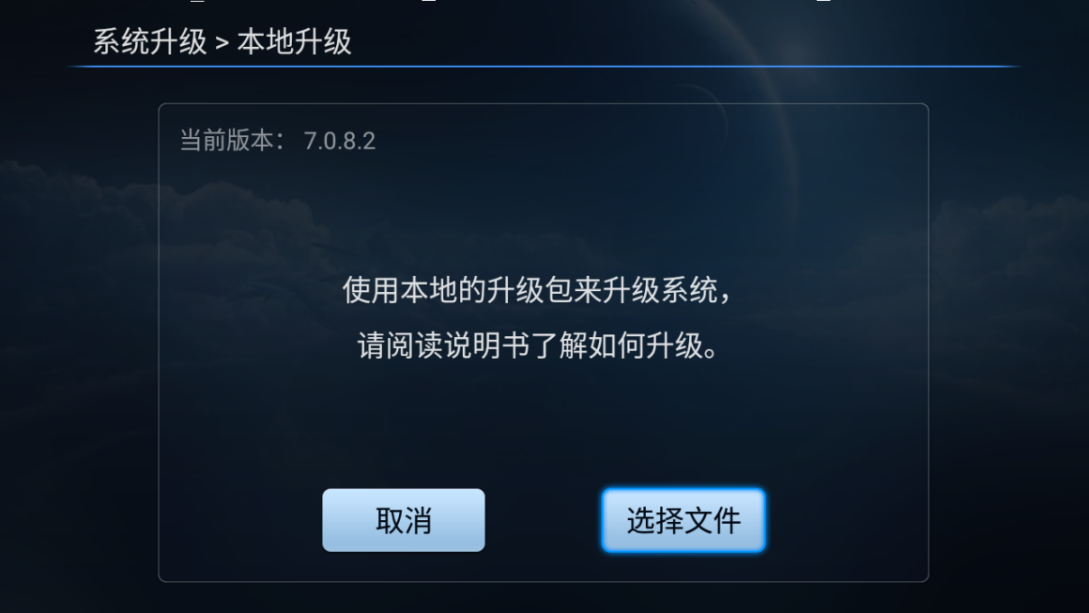 系统升级 > 本地升级
当前版本： 7.0.8.2
使用本地的升级包来升级系统，
请阅读说明书了解如何升级。
取消
选择文件